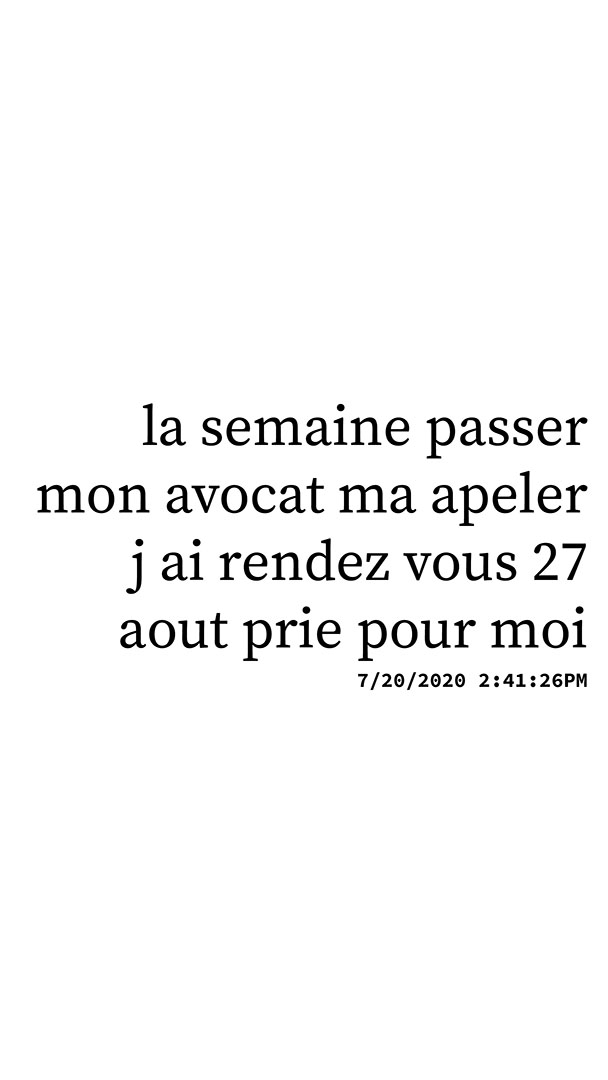 la semaine passer
mon avocat ma apeler
j ai rendez vous 27
aout prie pour moi
7/20/2020 2:41:26PM